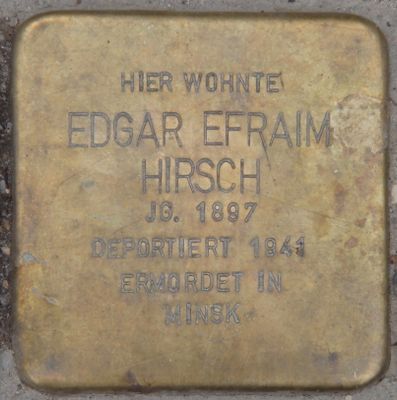 HIER WOHNTE
EDGAR EFRAIM
HIRSCH
JG. 1897
DEPORTIERT 1941
ERMORDET IN
MINSK